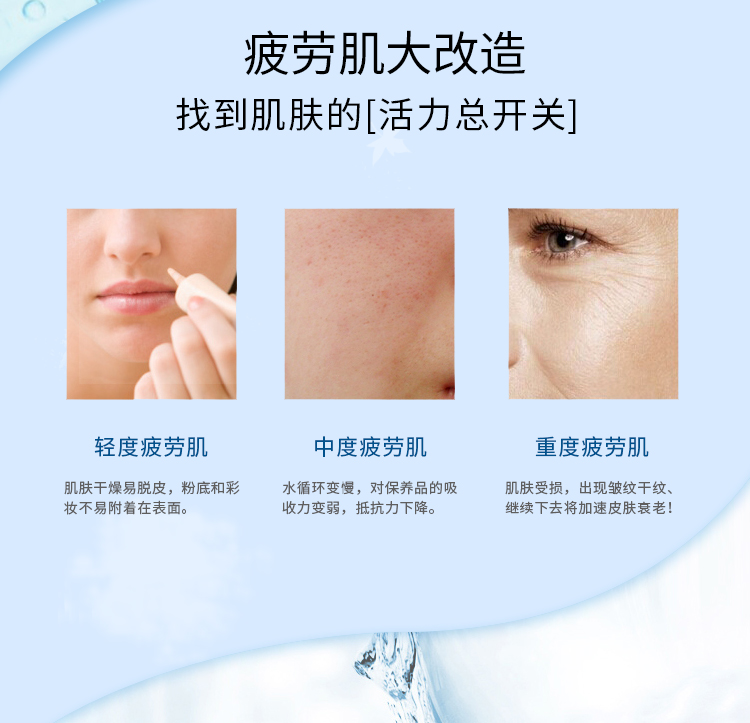 疲劳肌大改造
找到肌肤的[活力总开关]
轻度疲劳肌
肌肤干燥易脱皮，粉底和彩
妆不易附着在表面。
中度疲劳肌
水循环变慢，对保养品的吸
收力变弱，抵抗力下降。
重度疲劳肌
肌肤受损，出现皱纹干纹、
继续下去将加速皮肤衰老！